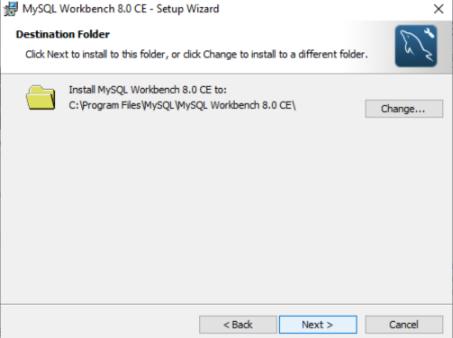 MySQL Workbench 8.0 CE - Setup Wizard
Destination Folder
Click Next to install to this folder, or click Change to install to a different folder.
Install MySQL Workbench 8.0 CE to:
C:\Program Files\MySQL\MySQL Workbench 8.0 CE\
Change...
< Back Next > Cancel